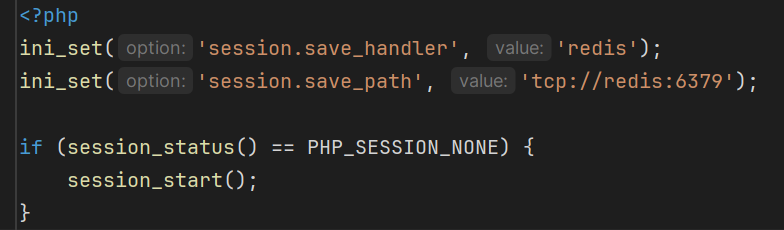 <?php
ini_set( option: 'session.save_handler', value: 'redis');
ini_set( option: 'session.save_path', value: 'tcp://redis:6379');
if (session_status() == PHP_SESSION_NONE) {
session_start();
}